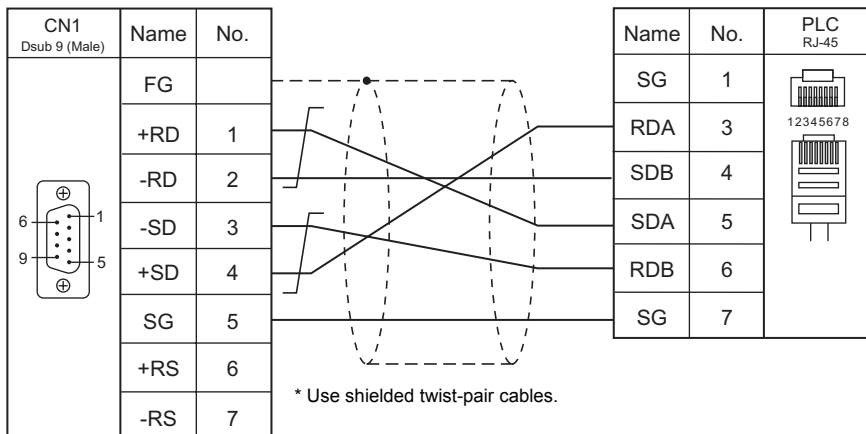 CN1
Dsub 9 (Male)
Name No.
FG
+RD 1
-RD 2
-SD 3
+SD 4
SG 5
+RS 6
-RS 7
6 1
9 5
* Use shielded twist-pair cables.
Name No.
PLC
RJ-45
SG 1
RDA 3
SDB 4
SDA 5
RDB 6
SG 7
12345678